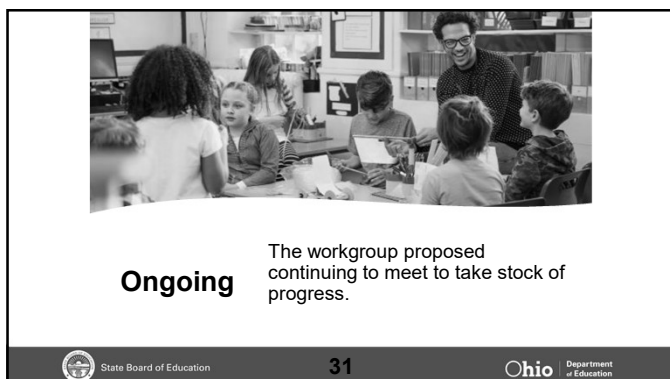 Ongoing
The workgroup proposed
continuing to meet to take stock of
progress.
State Board of Education
31
Ohio
Department
of Education